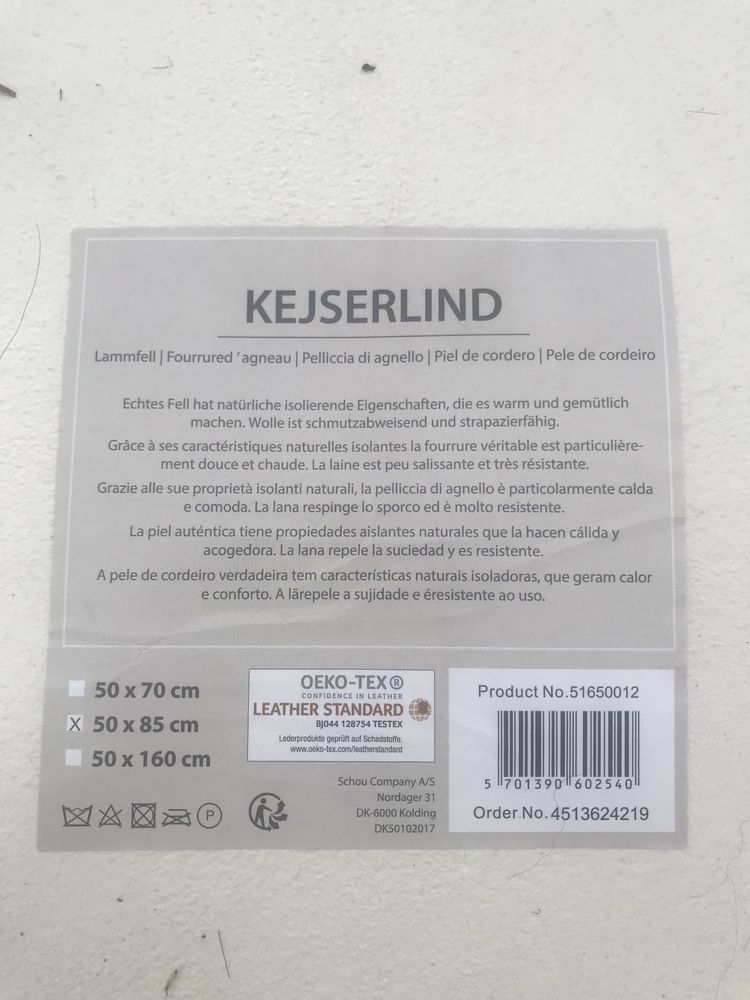 KEJSERLIND
Lammfell | Fourrured 'agneau | Pelliccia di agnello | Piel de cordero | Pele de cordeiro
Echtes Fell hat natürliche isolierende Eigenschaften, die es warm und gemütlich
machen. Wolle ist schmutzabweisend und strapazierfähig.
Grâce à ses caractéristiques naturelles isolantes la fourrure véritable est particulière-
ment douce et chaude. La laine est peu salissante et très résistante.
Grazie alle sue proprietà isolanti naturali, la pelliccia di agnello è particolarmente calda
e comoda. La lana respinge lo sporco ed è molto resistente.
La piel auténtica tiene propiedades aislantes naturales que la hacen cálida y
acogedora. La lana repele la suciedad y es resistente.
A pele de cordeiro verdadeira tem características naturais isoladoras, que geram calor
e conforto. A lãrepele a sujidade e éresistente ao uso.
50 x 70 cm
X 50 x 85 cm
50 x 160 cm
P
OEKO-TEX®
CONFIDENCE IN LEATHER
LEATHER STANDARD
BJ044 128754 TESTEX
Lederprodukte geprüft auf Schadstoffe.
www.oeko-tex.com/leatherstandard
Schou Company A/S
Nordager 31
DK-6000 Kolding
DK50102017
Product No.51650012
5 701390 602540
Order No. 4513624219